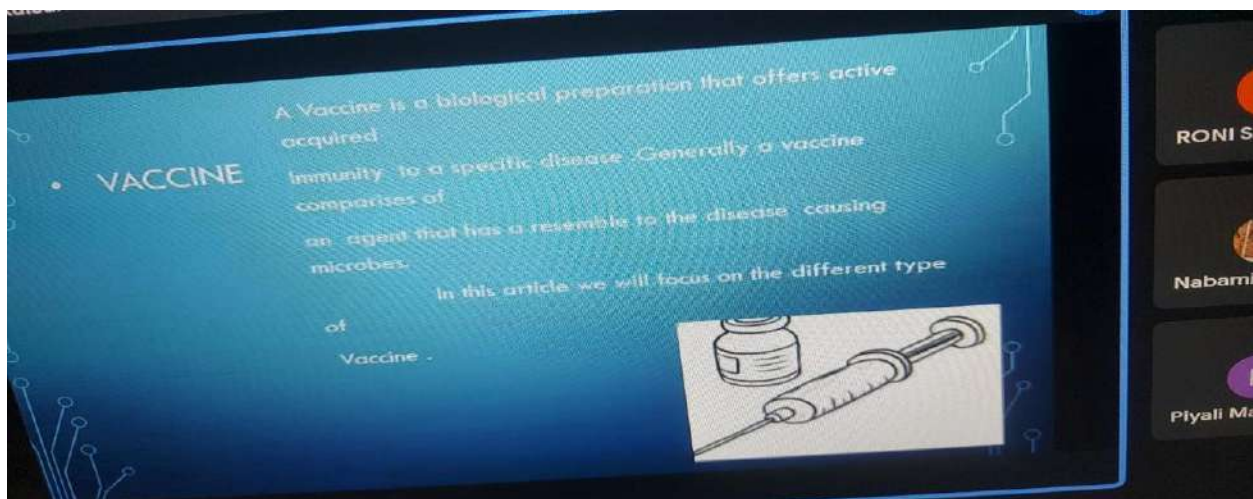 • VACCINE
A Vaccine is a biological preparation that offers active
acquired
Immunity to a specific disease .Generally a vaccine
comparises of
an agent that has a resemble to the disease causing
microbes.
In this article we will focus on the different type
of
Vaccine .
RONI S
Nabami
Piyali Ma